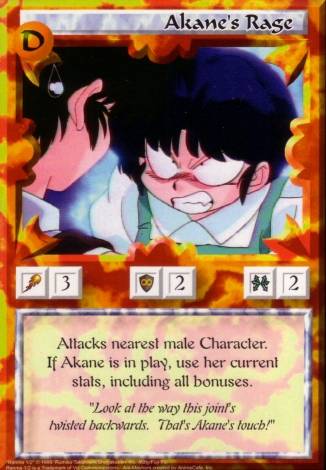 Akane's Rage
D
3 2 2
Attacks nearest male Character.
If Akane is in play, use her current
stats, including all bonuses.
"Look at the way this joint's
twisted backwards. That's Akane's touch!"